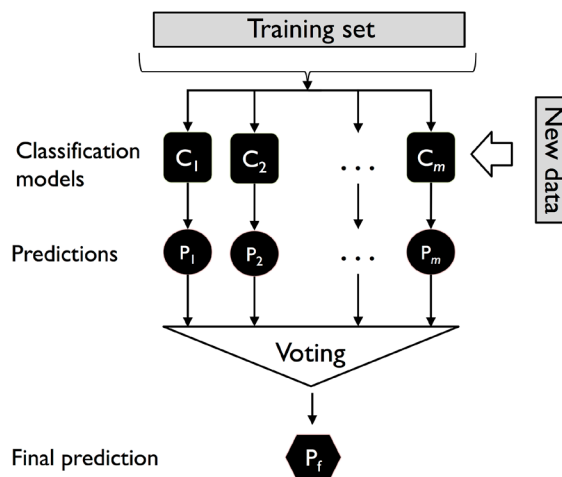 Training set
Classification models
C1 C2 ... Cm
New data
Predictions
P1 P2 ... Pm
Voting
Final prediction
Pf